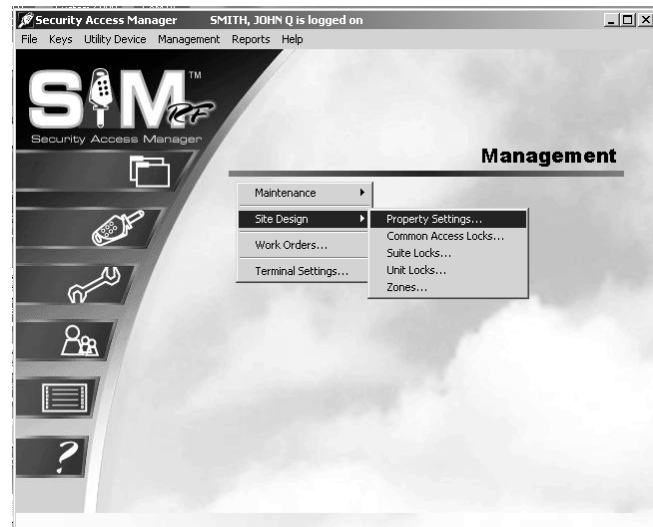 Security Access Manager SMITH, JOHN Q is logged on
File Keys Utility Device Management Reports Help
SAM TM
RF
Security Access Manager
Management
Maintenance
Site Design
Property Settings...
Common Access Locks...
Work Orders...
Suite Locks...
Terminal Settings...
Unit Locks...
Zones...
?